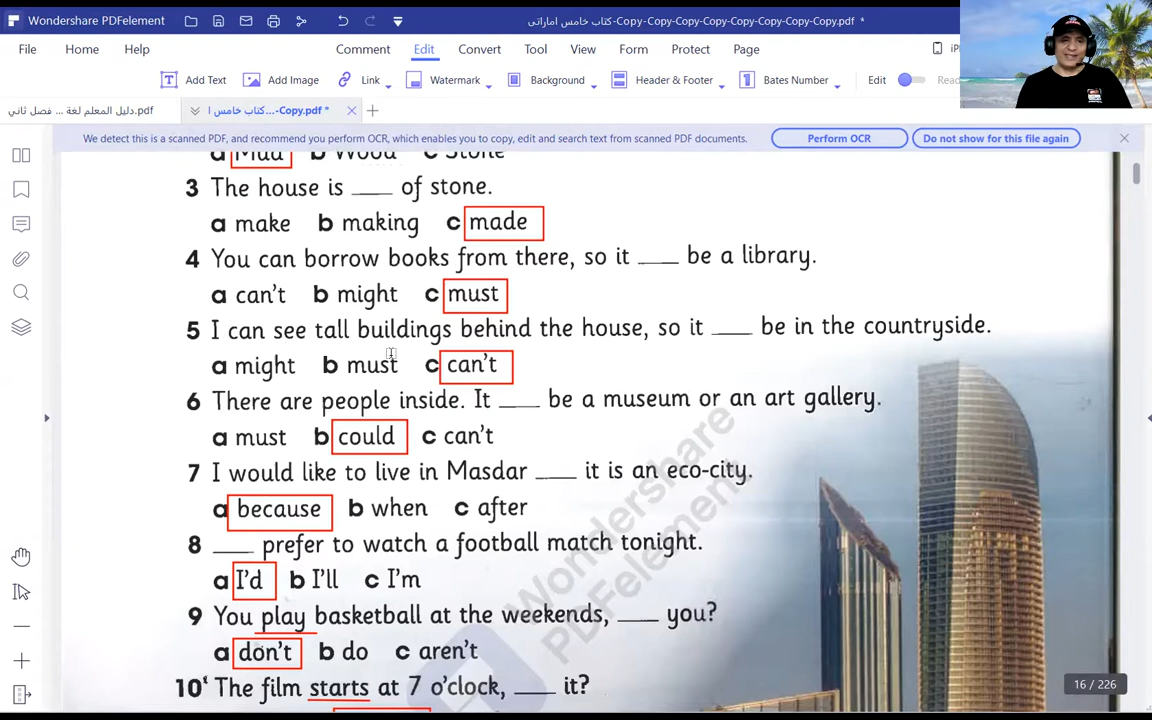 Wondershare PDFelement
كتاب خامس اماراتى-Copy-Copy-Copy-Copy-Copy-Copy-Copy-Copy.pdf *
File Home Help Comment Edit Convert Tool View Form Protect Page
Add Text Add Image Link Watermark Background Header & Footer Bates Number Edit
دليل المعلم لغة ... فصل ثاني.pdf
كتاب خامس ا...-Copy.pdf *
We detect this is a scanned PDF, and recommend you perform OCR, which enables you to copy, edit and search text from scanned PDF documents. Perform OCR Do not show for this file again
a Mud b Wood c Stone
3 The house is ____ of stone.
a make b making c made
4 You can borrow books from there, so it ____ be a library.
a can't b might c must
5 I can see tall buildings behind the house, so it ____ be in the countryside.
a might b must c can't
6 There are people inside. It ____ be a museum or an art gallery.
a must b could c can't
7 I would like to live in Masdar ____ it is an eco-city.
a because b when c after
8 ____ prefer to watch a football match tonight.
a I'd b I'll c I'm
9 You play basketball at the weekends, ____ you?
a don't b do c aren't
10 The film starts at 7 o'clock, ____ it?
Wondershare
PDFelement
16 / 226